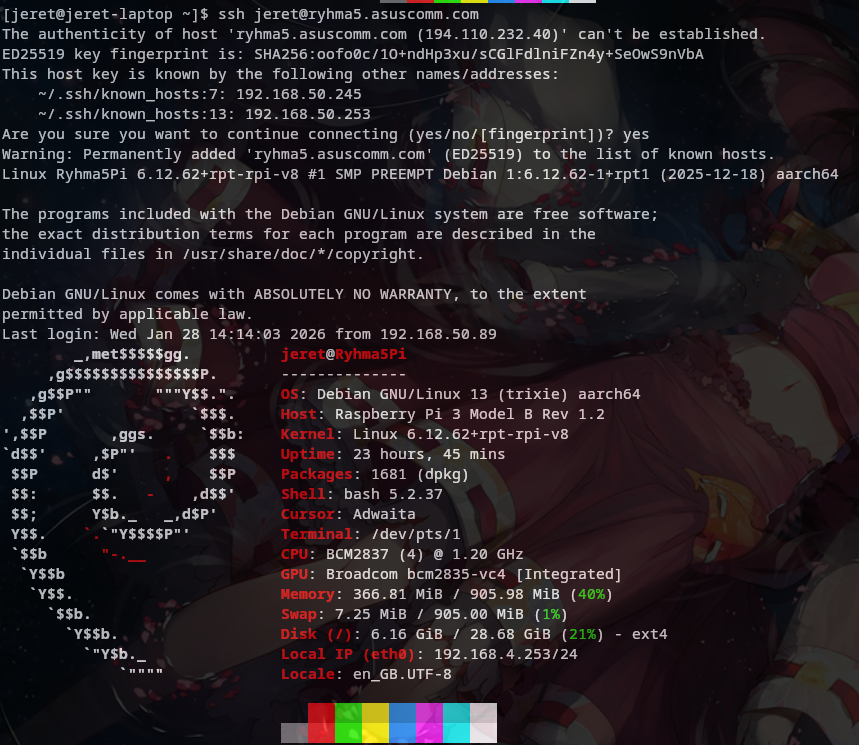 [jeret@jeret-laptop ~]$ ssh jeret@ryhma5.asuscomm.com
The authenticity of host 'ryhma5.asuscomm.com (194.110.232.40)' can't be established.
ED25519 key fingerprint is: SHA256:oofo0c/1O+ndHp3xu/sCGlFdlniFZn4y+SeOwS9nVbA
This host key is known by the following other names/addresses:
    ~/.ssh/known_hosts:7: 192.168.50.245
    ~/.ssh/known_hosts:13: 192.168.50.253
Are you sure you want to continue connecting (yes/no/[fingerprint])? yes
Warning: Permanently added 'ryhma5.asuscomm.com' (ED25519) to the list of known hosts.
Linux Ryhma5Pi 6.12.62+rpt-rpi-v8 #1 SMP PREEMPT Debian 1:6.12.62-1+rpt1 (2025-12-18) aarch64

The programs included with the Debian GNU/Linux system are free software;
the exact distribution terms for each program are described in the
individual files in /usr/share/doc/*/copyright.

Debian GNU/Linux comes with ABSOLUTELY NO WARRANTY, to the extent
permitted by applicable law.
Last login: Wed Jan 28 14:14:03 2026 from 192.168.50.89
        _,met$$$$$gg.          jeret@Ryhma5Pi
     ,g$$$$$$$$$$$$$$$P.       --------------
   ,g$$P""       """Y$$.".     OS: Debian GNU/Linux 13 (trixie) aarch64
  ,$$P'              `$$$.     Host: Raspberry Pi 3 Model B Rev 1.2
',$$P       ,ggs.     `$$b:    Kernel: Linux 6.12.62+rpt-rpi-v8
`d$$'     ,$P"'   .    $$$     Uptime: 23 hours, 45 mins
 $$P      d$'     ,    $$P     Packages: 1681 (dpkg)
 $$:      $$.   -    ,d$$'     Shell: bash 5.2.37
 $$;      Y$b._   _,d$P'       Cursor: Adwaita
 Y$$.    `.`"Y$$$$P"'          Terminal: /dev/pts/1
 `$$b      "-.__               CPU: BCM2837 (4) @ 1.20 GHz
  `Y$$b                        GPU: Broadcom bcm2835-vc4 [Integrated]
   `Y$$.                       Memory: 366.81 MiB / 905.98 MiB (40%)
     `$$b.                     Swap: 7.25 MiB / 905.00 MiB (1%)
       `Y$$b.                  Disk (/): 6.16 GiB / 28.68 GiB (21%) - ext4
         `"Y$b._               Local IP (eth0): 192.168.4.253/24
             `""""             Locale: en_GB.UTF-8